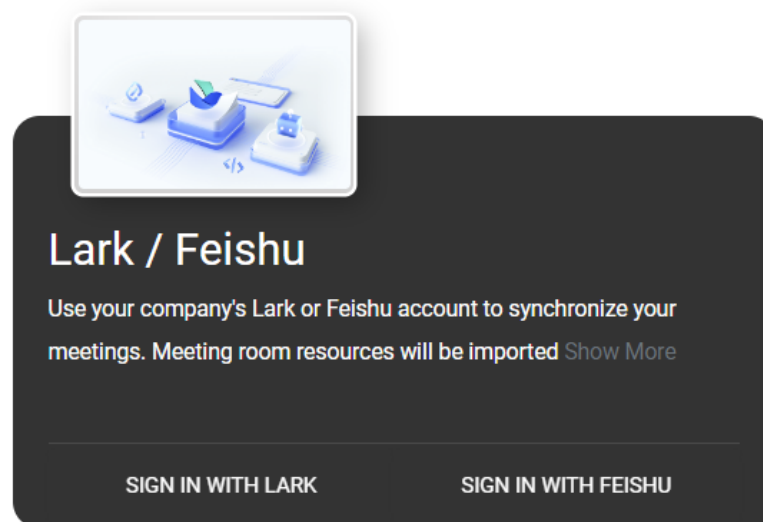 Lark / Feishu
Use your company's Lark or Feishu account to synchronize your
meetings. Meeting room resources will be imported Show More
SIGN IN WITH LARK
SIGN IN WITH FEISHU